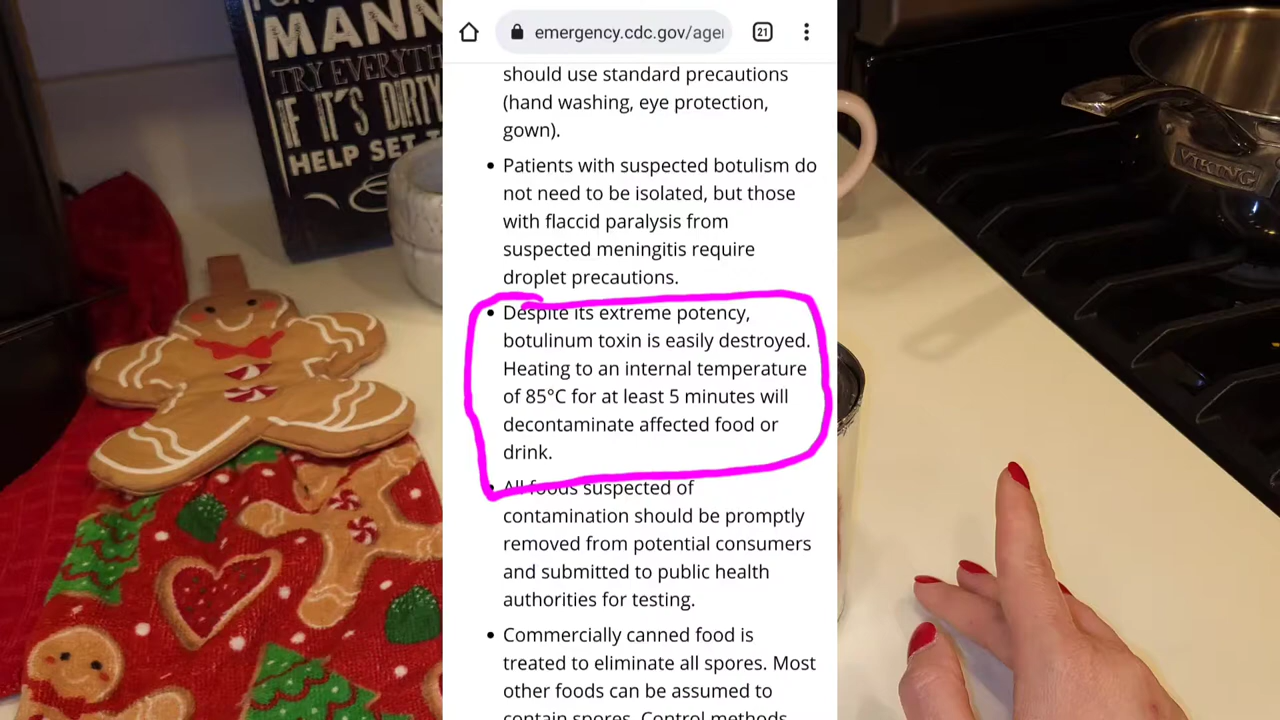 MANN
TRY EVERYTH
IF IT'S DIRTY
HELP SET T
emergency.cdc.gov/agen
21
should use standard precautions
(hand washing, eye protection,
gown).
• Patients with suspected botulism do
not need to be isolated, but those
with flaccid paralysis from
suspected meningitis require
droplet precautions.
• Despite its extreme potency,
botulinum toxin is easily destroyed.
Heating to an internal temperature
of 85°C for at least 5 minutes will
decontaminate affected food or
drink.
• All foods suspected of
contamination should be promptly
removed from potential consumers
and submitted to public health
authorities for testing.
• Commercially canned food is
treated to eliminate all spores. Most
other foods can be assumed to
contain spores. Control methods
VIKING